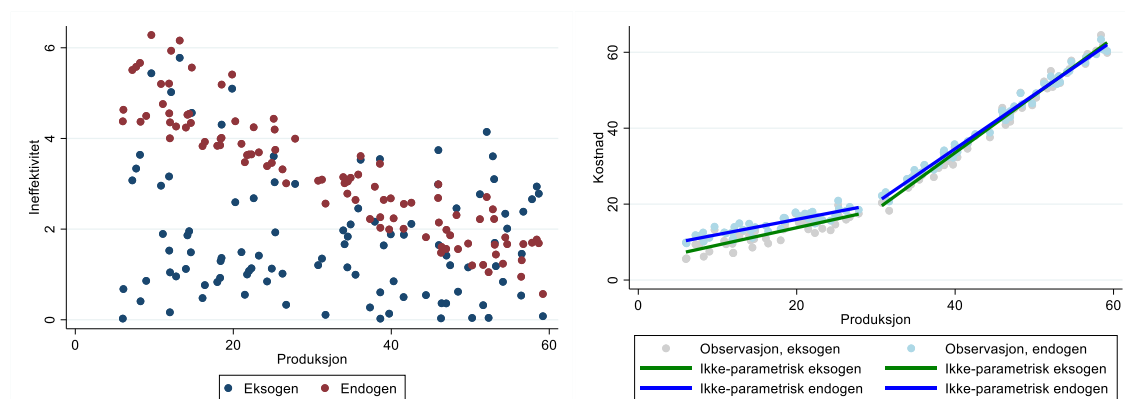 Ineffektivitet
6
4
2
0
0 20 40 60
Produksjon
Eksogen Endogen
Kostnad
60
40
20
0
0 20 40 60
Produksjon
Observasjon, eksogen Observasjon, endogen
Ikke-parametrisk eksogen Ikke-parametrisk eksogen
Ikke-parametrisk endogen Ikke-parametrisk endogen